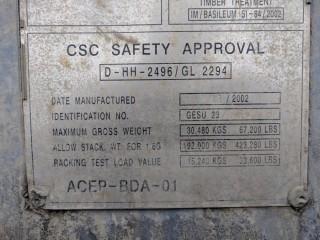 TIMBER TREATMENT
IM/BASILEUM SI-84/2002
CSC SAFETY APPROVAL
D-HH-2496/GL 2294
DATE MANUFACTURED /2002
IDENTIFICATION NO. GESU 29
MAXIMUM GROSS WEIGHT 30,480 KGS 67,200 LBS
ALLOW STACK. WT. FOR 1.8G 192,000 KGS 423,280 LBS
RACKING TEST LOAD VALUE 15,240 KGS 33,600 LBS
ACEP-BDA-01